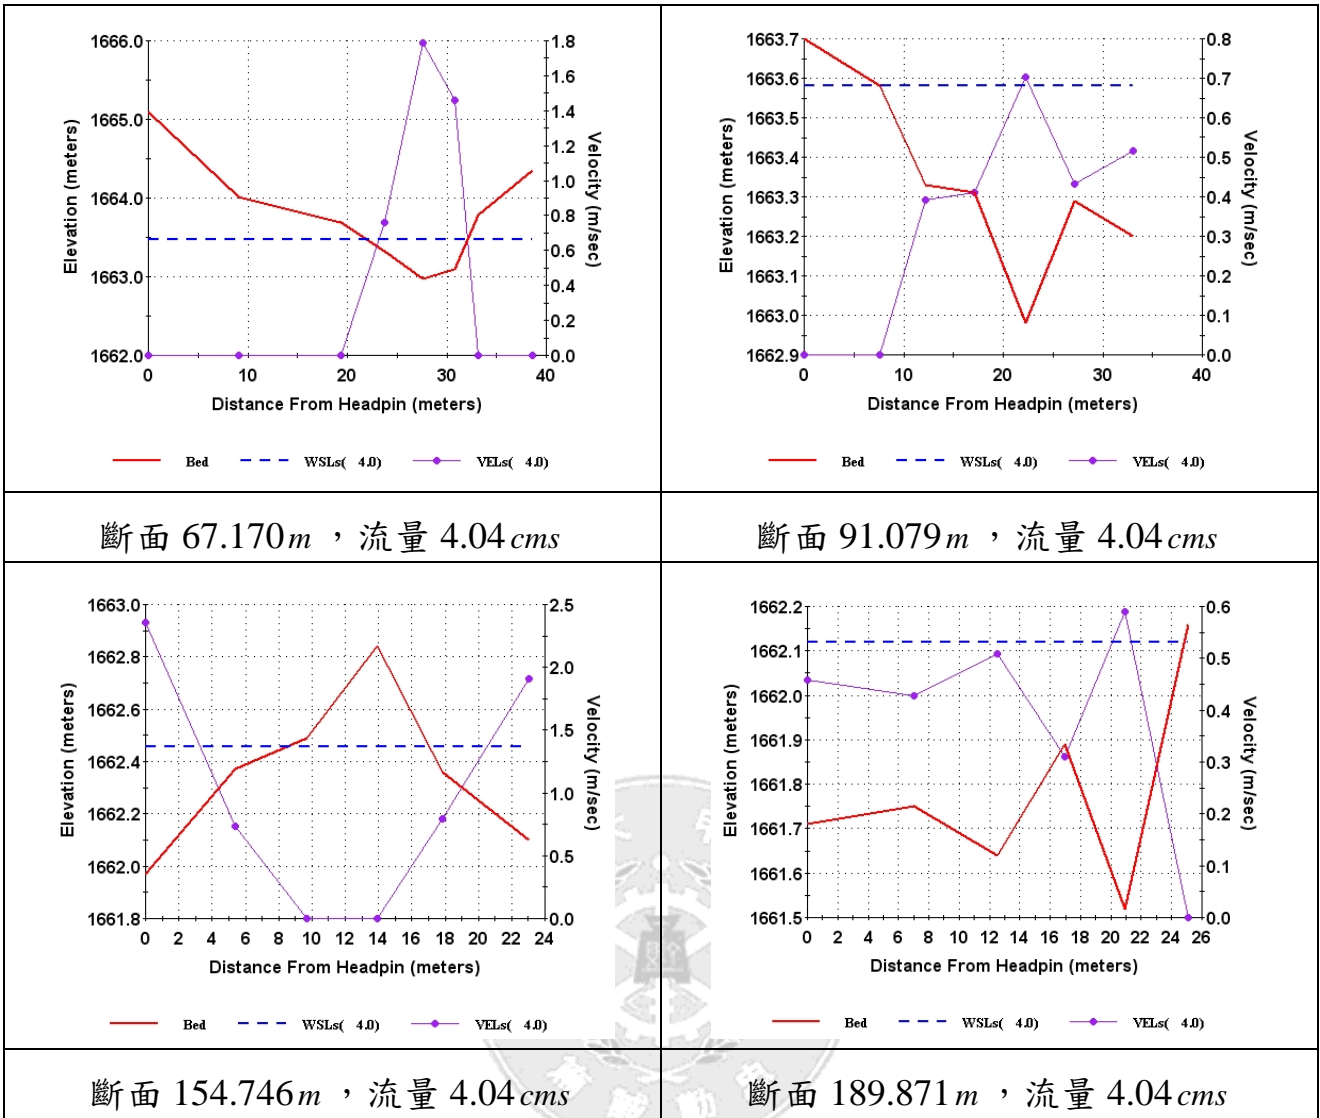 1666.0
1665.0
1664.0
1663.0
1662.0
Elevation (meters)
1.8
1.6
1.4
1.2
1.0
0.8
0.6
0.4
0.2
0.0
Velocity (m/sec)
0 10 20 30 40
Distance From Headpin (meters)
Bed WSLs( 4.0) VELs( 4.0)
1663.7
1663.6
1663.5
1663.4
1663.3
1663.2
1663.1
1663.0
1662.9
Elevation (meters)
0.8
0.7
0.6
0.5
0.4
0.3
0.2
0.1
0.0
Velocity (m/sec)
0 10 20 30 40
Distance From Headpin (meters)
Bed WSLs( 4.0) VELs( 4.0)
斷面 67.170m，流量 4.04cms
斷面 91.079m，流量 4.04cms
1663.0
1662.8
1662.6
1662.4
1662.2
1662.0
1661.8
Elevation (meters)
2.5
2.0
1.5
1.0
0.5
0.0
Velocity (m/sec)
0 2 4 6 8 10 12 14 16 18 20 22 24
Distance From Headpin (meters)
Bed WSLs( 4.0) VELs( 4.0)
1662.2
1662.1
1662.0
1661.9
1661.8
1661.7
1661.6
1661.5
Elevation (meters)
0.6
0.5
0.4
0.3
0.2
0.1
0.0
Velocity (m/sec)
0 2 4 6 8 10 12 14 16 18 20 22 24 26
Distance From Headpin (meters)
Bed WSLs( 4.0) VELs( 4.0)
斷面 154.746m，流量 4.04cms
斷面 189.871m，流量 4.04cms